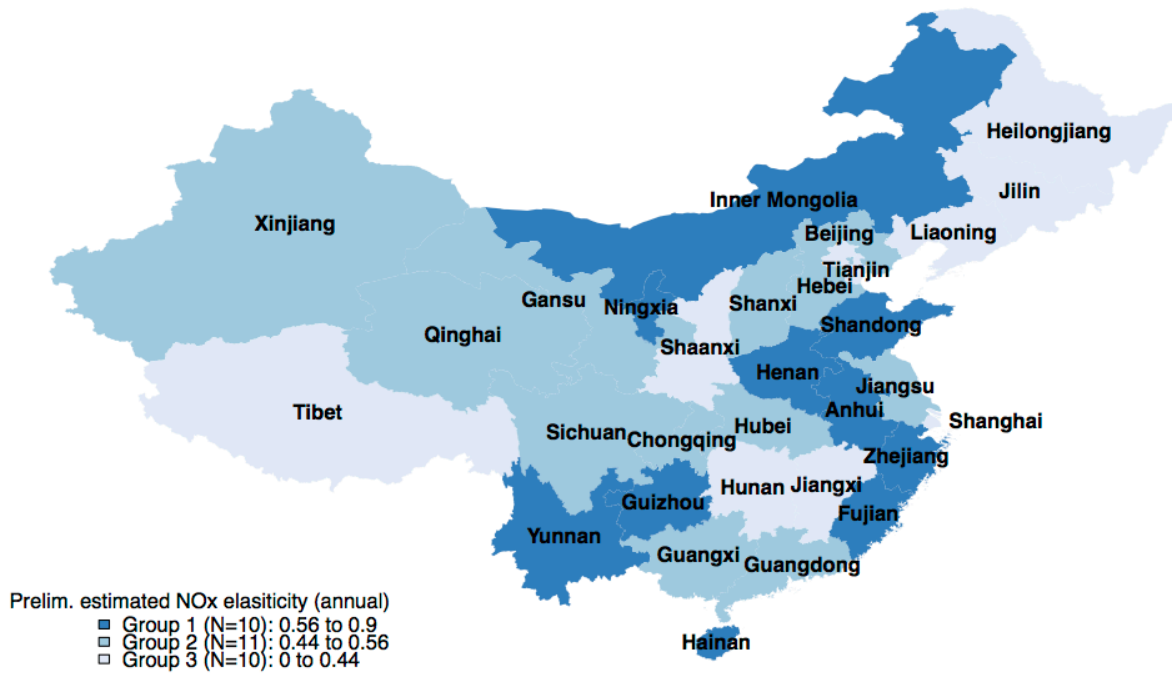 Heilongjiang
Jilin
Inner Mongolia
Xinjiang
Beijing
Liaoning
Tianjin
Hebei
Gansu
Ningxia
Shanxi
Shandong
Qinghai
Shaanxi
Henan
Jiangsu
Tibet
Anhui
Shanghai
Sichuan
Chongqing
Hubei
Zhejiang
Hunan
Jiangxi
Guizhou
Fujian
Yunnan
Guangxi
Guangdong
Prelim. estimated NOx elasiticity (annual)
Group 1 (N=10): 0.56 to 0.9
Group 2 (N=11): 0.44 to 0.56
Group 3 (N=10): 0 to 0.44
Hainan